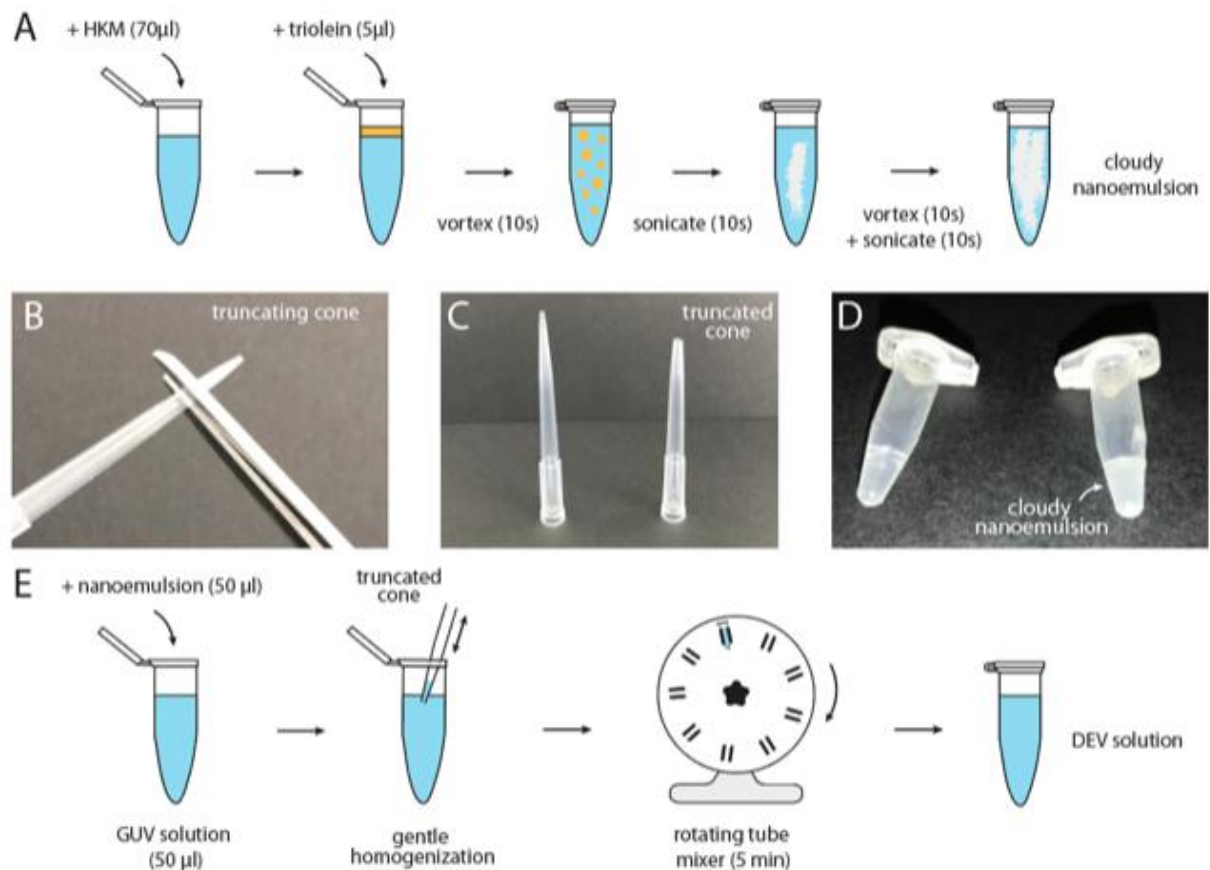 A
+ HKM (70µl)
+ triolein (5µl)
vortex (10s)
sonicate (10s)
vortex (10s)
+ sonicate (10s)
cloudy
nanoemulsion
B
truncating cone
C
truncated
cone
D
cloudy
nanoemulsion
E
+ nanoemulsion (50 µl)
truncated
cone
GUV solution
(50 µl)
gentle
homogenization
rotating tube
mixer (5 min)
DEV solution